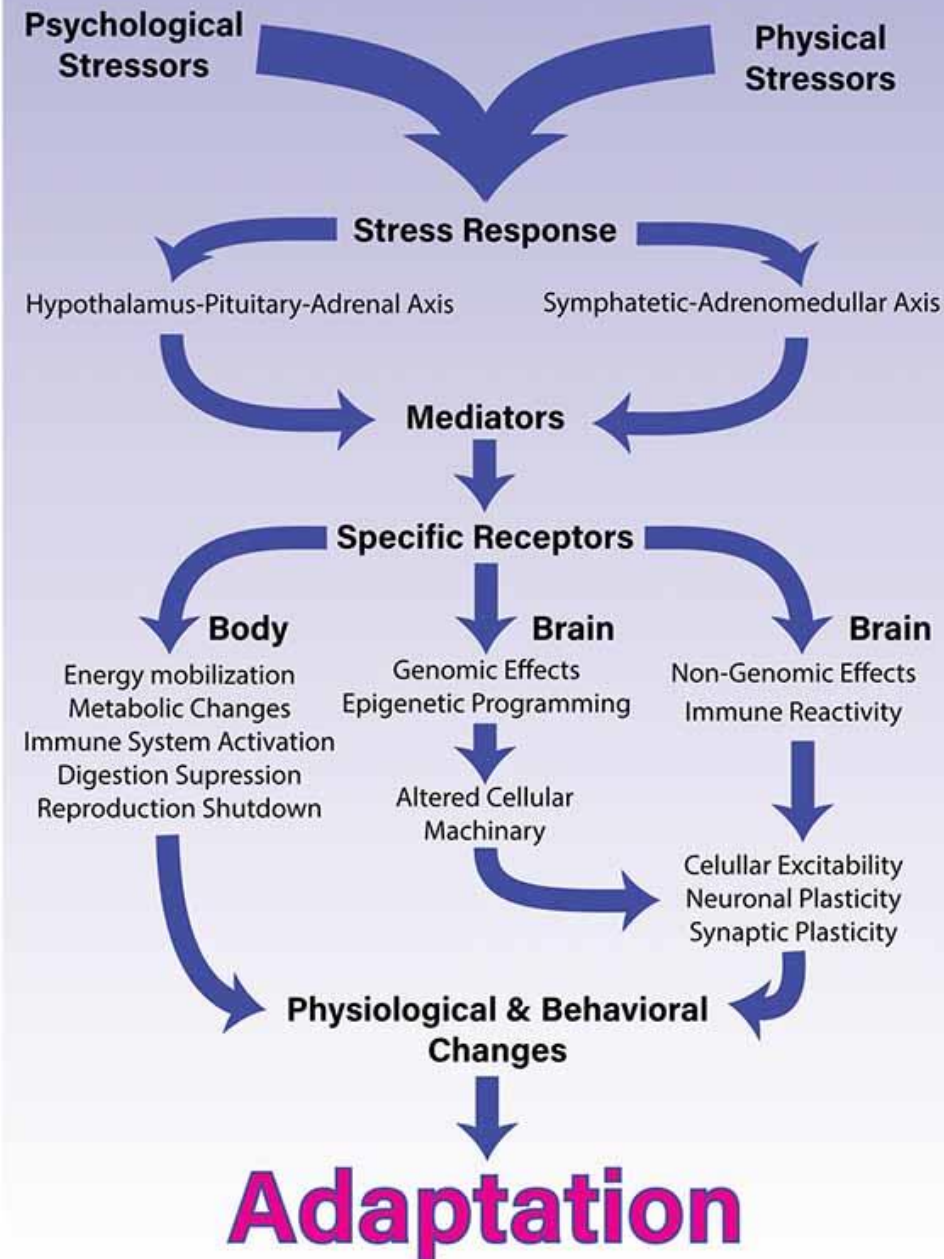 Psychological
Stressors
Physical
Stressors
Stress Response
Hypothalamus-Pituitary-Adrenal Axis
Symphatetic-Adrenomedullar Axis
Mediators
Specific Receptors
Body
Energy mobilization
Metabolic Changes
Immune System Activation
Digestion Supression
Reproduction Shutdown
Brain
Genomic Effects
Epigenetic Programming
Altered Cellular
Machinary
Brain
Non-Genomic Effects
Immune Reactivity
Celullar Excitability
Neuronal Plasticity
Synaptic Plasticity
Physiological & Behavioral
Changes
Adaptation